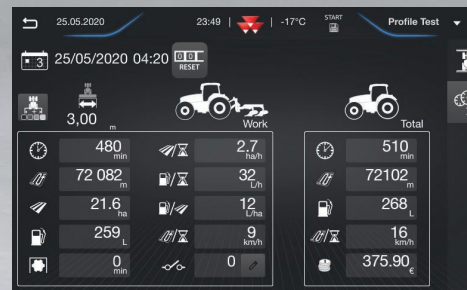 25.05.2020 23:49 -17°C START Profile Test
3 25/05/2020 04:20 00 RESET
3,00 m Work Total
480 min 2.7 ha/h 510 min
72 082 m 32 L/h 72102 m
21.6 ha 12 L/ha 268 L
259 L 9 km/h 16 km/h
0 min 0 375.90 €